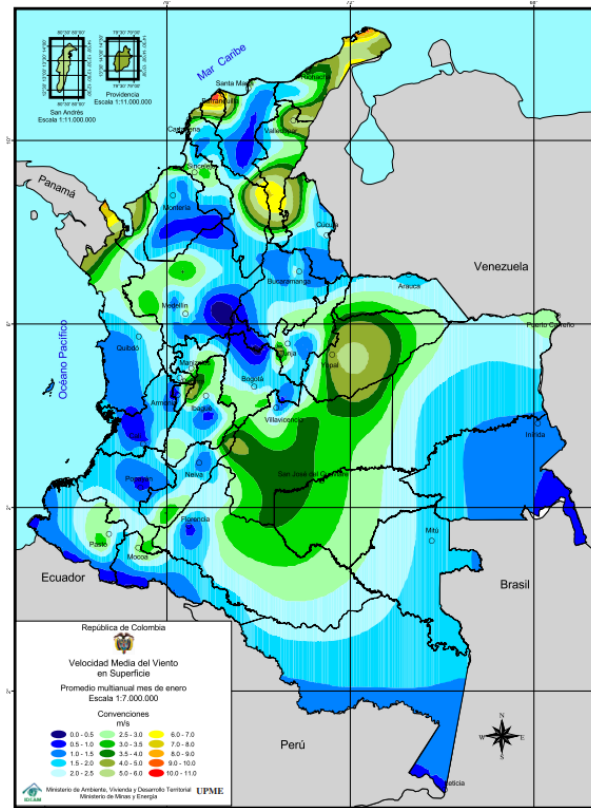 San Andrés
Escala 1:11.000.000
Providencia
Escala 1:11.000.000
Mar Caribe
Santa Marta
Riohacha
Barranquilla
Cartagena
Valledupar
Sincelejo
Panamá
Montería
Cúcuta
Venezuela
Bucaramanga
Arauca
Medellín
Puerto Carreño
Océano Pacífico
Quibdó
Tunja
Yopal
Manizales
Bogotá
Armenia
Ibagué
Villavicencio
Inírida
Neiva
San José del Guaviare
Popayán
Florencia
Mitú
Pasto
Mocoa
Ecuador
Brasil
Perú
Leticia
N
W
E
S
República de Colombia
Velocidad Media del Viento
en Superficie
Promedio multianual mes de enero
Escala 1:7.000.000
Convenciones
m/s
0.0 - 0.5 2.5 - 3.0 6.0 - 7.0
0.5 - 1.0 3.0 - 3.5 7.0 - 8.0
1.0 - 1.5 3.5 - 4.0 8.0 - 9.0
1.5 - 2.0 4.0 - 5.0 9.0 - 10.0
2.0 - 2.5 5.0 - 6.0 10.0 - 11.0
IDEAM
Ministerio de Ambiente, Vivienda y Desarrollo Territorial
Ministerio de Minas y Energía
UPME